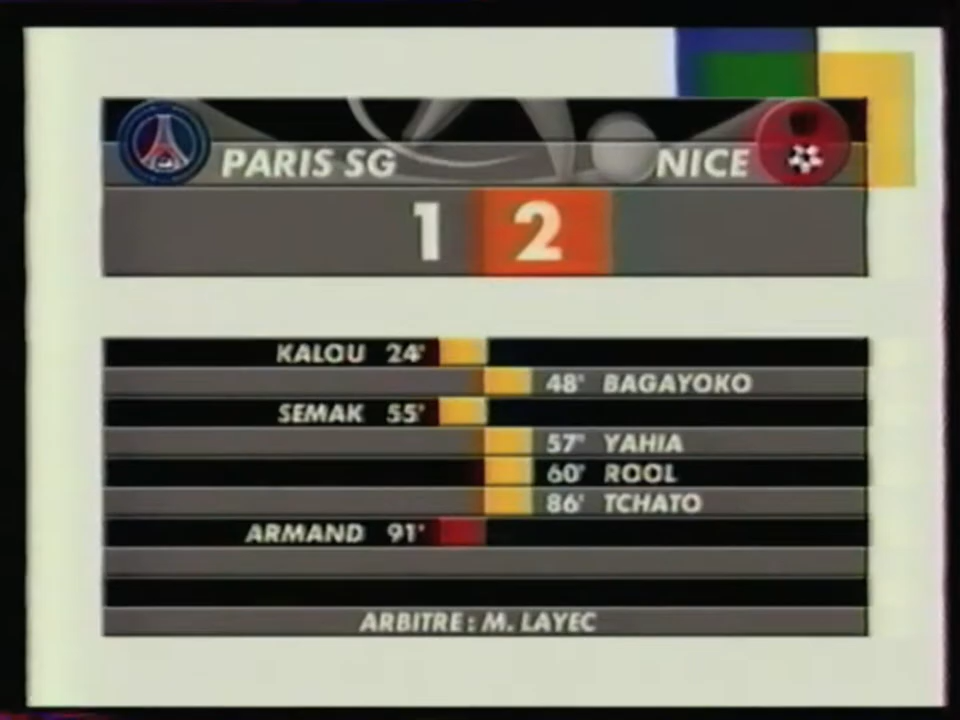 PARIS SG NICE
1 2
KALOU 24'
48' BAGAYOKO
SEMAK 55'
57' YAHIA
60' ROOL
86' TCHATO
ARMAND 91'
ARBITRE : M. LAYEC